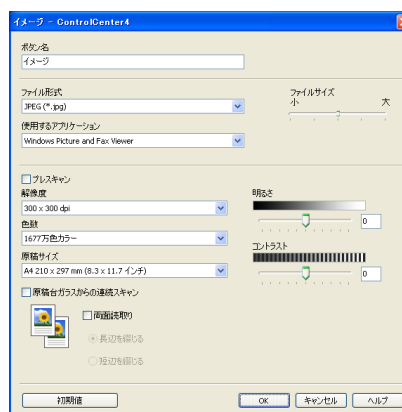 イメージ - ControlCenter4
ボタン名
イメージ
ファイル形式
JPEG (*.jpg)
ファイルサイズ
小 大
使用するアプリケーション
Windows Picture and Fax Viewer
プレスキャン
解像度
300 x 300 dpi
色数
1677万色カラー
原稿サイズ
A4 210 x 297 mm (8.3 x 11.7 インチ)
明るさ
0
コントラスト
0
原稿台ガラスからの連続スキャン
両面読取り
長辺を綴じる
短辺を綴じる
初期値 OK キャンセル ヘルプ